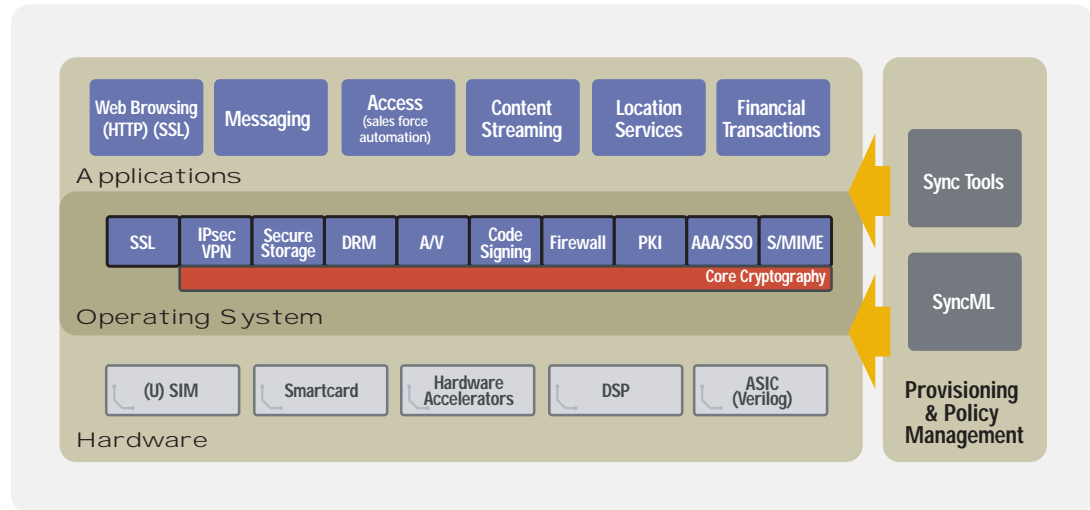 Web Browsing
(HTTP) (SSL)
Messaging
Access
(sales force
automation)
Content
Streaming
Location
Services
Financial
Transactions
Applications
SSL
IPsec
VPN
Secure
Storage
DRM
A/V
Code
Signing
Firewall
PKI
AAA/SSO
S/MIME
Core Cryptography
Operating System
(U) SIM
Smartcard
Hardware
Accelerators
DSP
ASIC
(Verilog)
Hardware
Sync Tools
SyncML
Provisioning
& Policy
Management